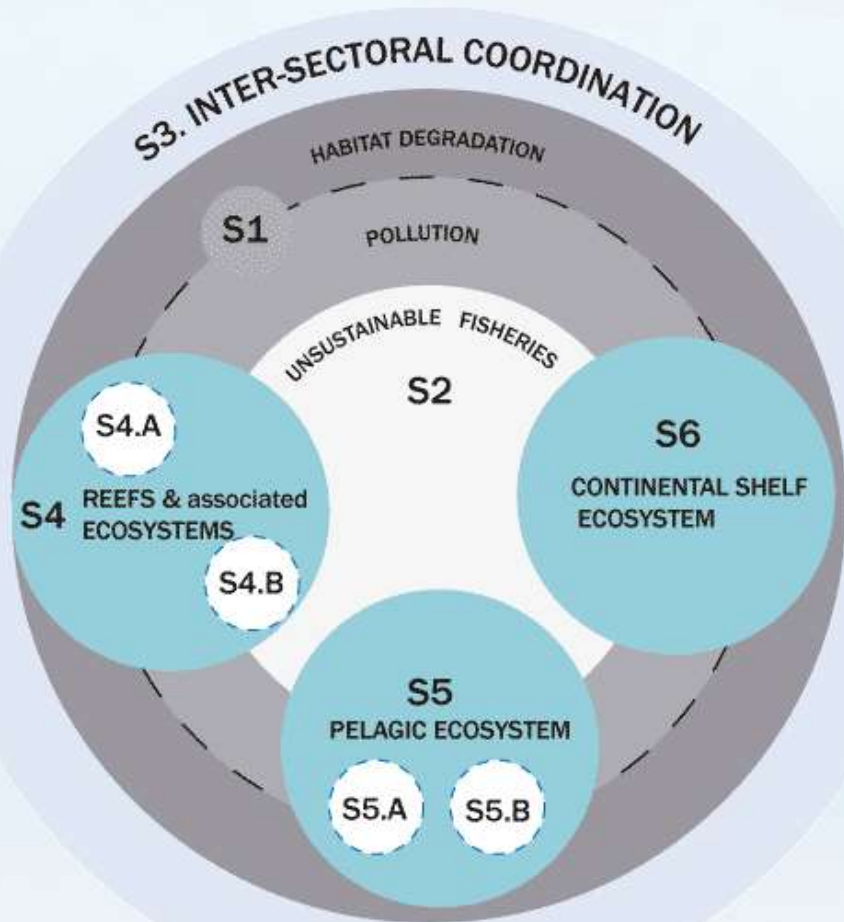 S3. INTER-SECTORAL COORDINATION
HABITAT DEGRADATION
S1
POLLUTION
UNSUSTAINABLE FISHERIES
S2
S4.A
S4
REEFS & associated
ECOSYSTEMS
S4.B
S6
CONTINENTAL SHELF
ECOSYSTEM
S5
PELAGIC ECOSYSTEM
S5.A
S5.B